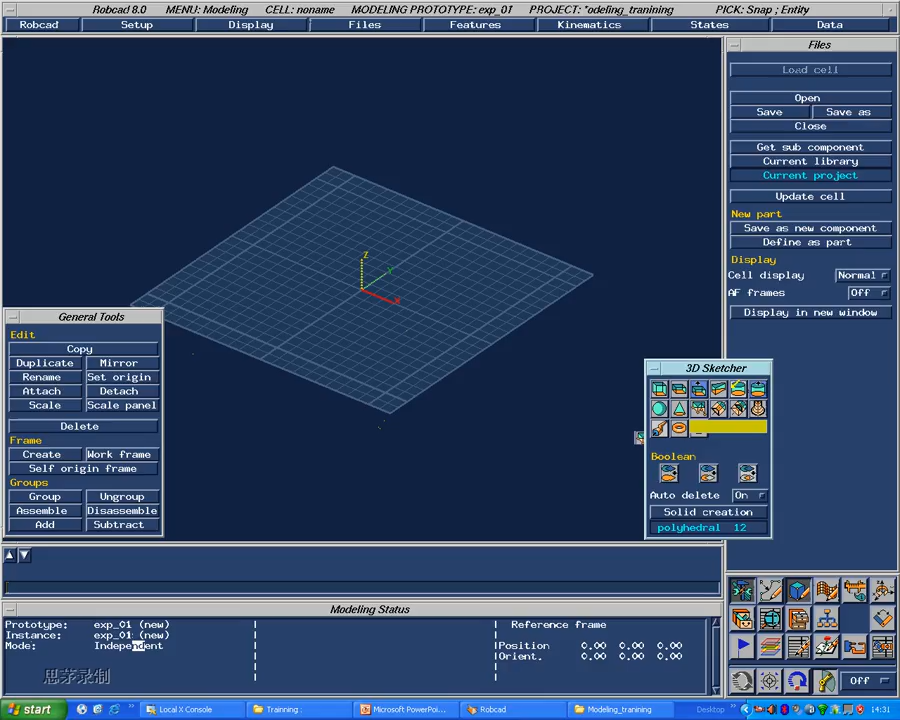 Robcad 8.0 MENU: Modeling CELL: noname MODELING PROTOTYPE: exp_01 PROJECT: *odeling_tranining PICK: Snap ; Entity
Robcad Setup Display Files Features Kinematics States Data
Files
Load cell
Open
Save Save as
Close
Get sub component
Current library
Current project
Update cell
New part
Save as new component
Define as part
Display
Cell display Normal
AF frames Off
Display in new window
Z
Y
X
General Tools
Edit
Copy
Duplicate Mirror
Rename Set origin
Attach Detach
Scale Scale panel
Delete
Frame
Create Work frame
Self origin frame
Groups
Group Ungroup
Assemble Disassemble
Add Subtract
3D Sketcher
Boolean
Auto delete On
Solid creation
polyhedral 12
Modeling Status
Prototype: exp_01 (new)
Instance: exp_01 (new)
Mode: Independent
Reference frame
Position 0.00 0.00 0.00
Orient. 0.00 0.00 0.00
思茅录制
Off
start Local X Console Trainning Microsoft PowerPoi... Robcad Modeling_tranining Desktop 14:31